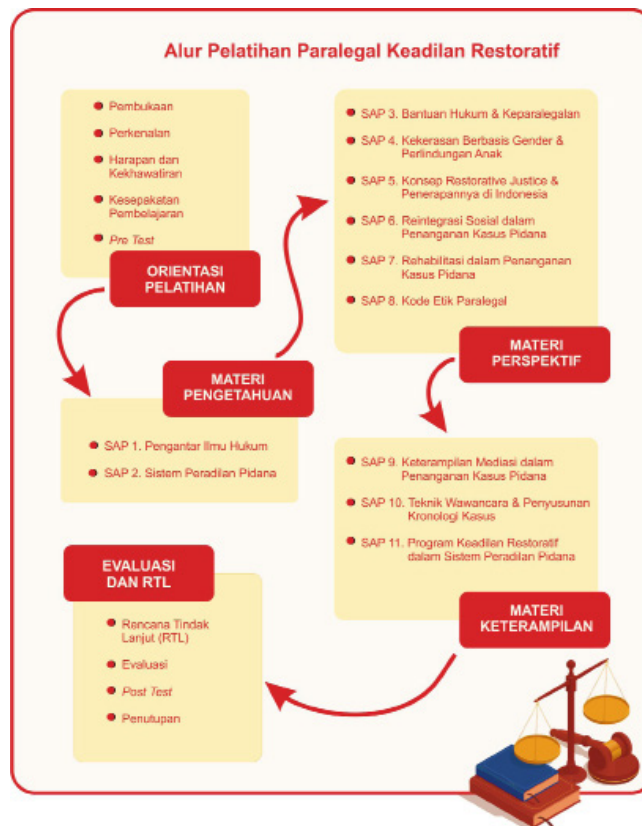 Alur Pelatihan Paralegal Keadilan Restoratif
Pembukaan
Perkenalan
Harapan dan
Kekhawatiran
Kesepakatan
Pembelajaran
Pre Test
ORIENTASI
PELATIHAN
MATERI
PENGETAHUAN
SAP 1. Pengantar Ilmu Hukum
SAP 2. Sistem Peradilan Pidana
SAP 3. Bantuan Hukum & Keparalegalan
SAP 4. Kekerasan Berbasis Gender &
Perlindungan Anak
SAP 5. Konsep Restorative Justice &
Penerapannya di Indonesia
SAP 6. Reintegrasi Sosial dalam
Penanganan Kasus Pidana
SAP 7. Rehabilitasi dalam Penanganan
Kasus Pidana
SAP 8. Kode Etik Paralegal
MATERI
PERSPEKTIF
SAP 9. Keterampilan Mediasi dalam
Penanganan Kasus Pidana
SAP 10. Teknik Wawancara & Penyusunan
Kronologi Kasus
SAP 11. Program Keadilan Restoratif
dalam Sistem Peradilan Pidana
MATERI
KETERAMPILAN
EVALUASI
DAN RTL
Rencana Tindak
Lanjut (RTL)
Evaluasi
Post Test
Penutupan